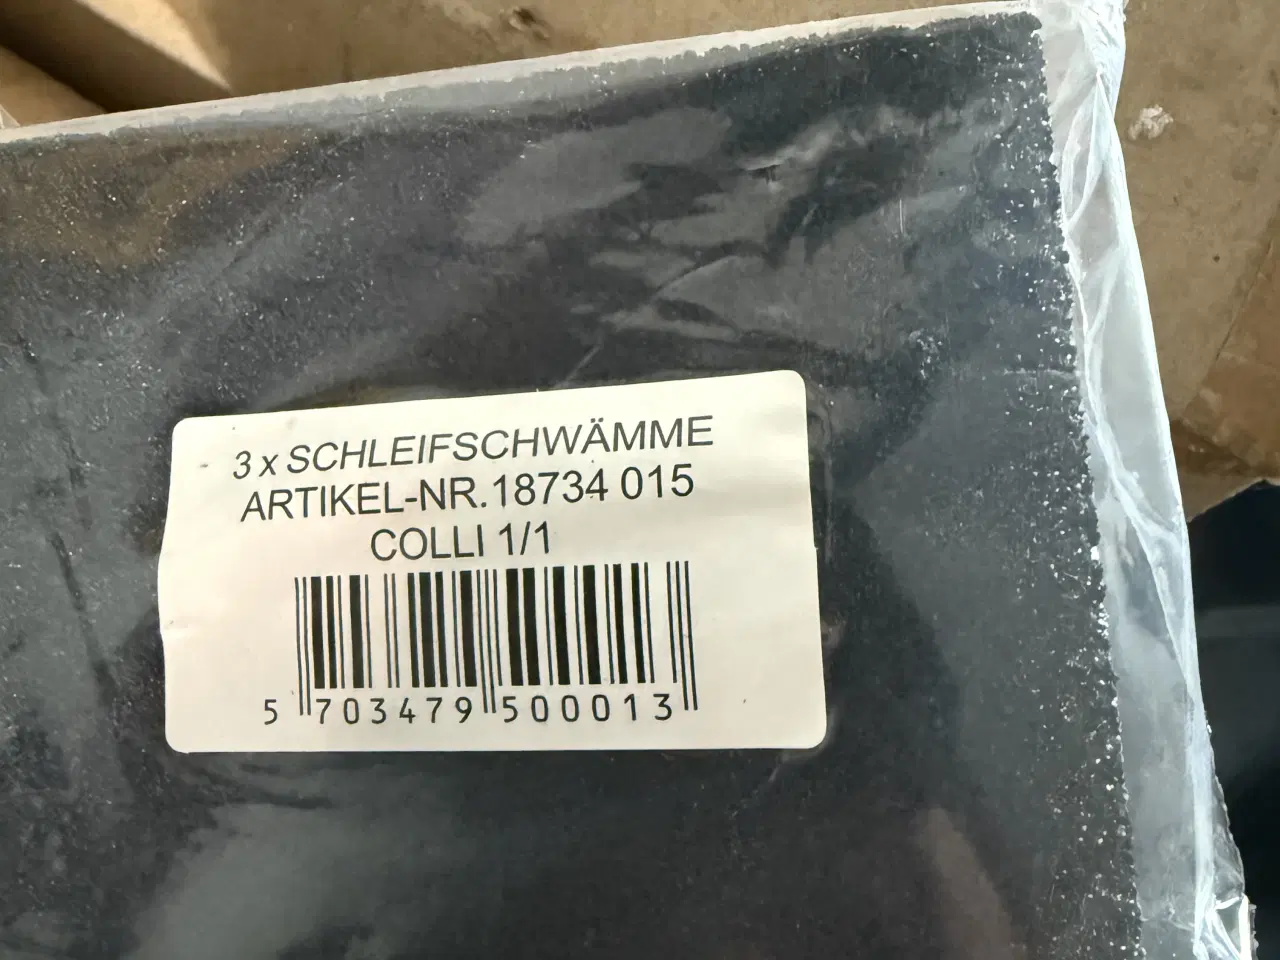 3 x SCHLEIFSCHWÄMME
ARTIKEL-NR.18734 015
COLLI 1/1
5 703479 500013